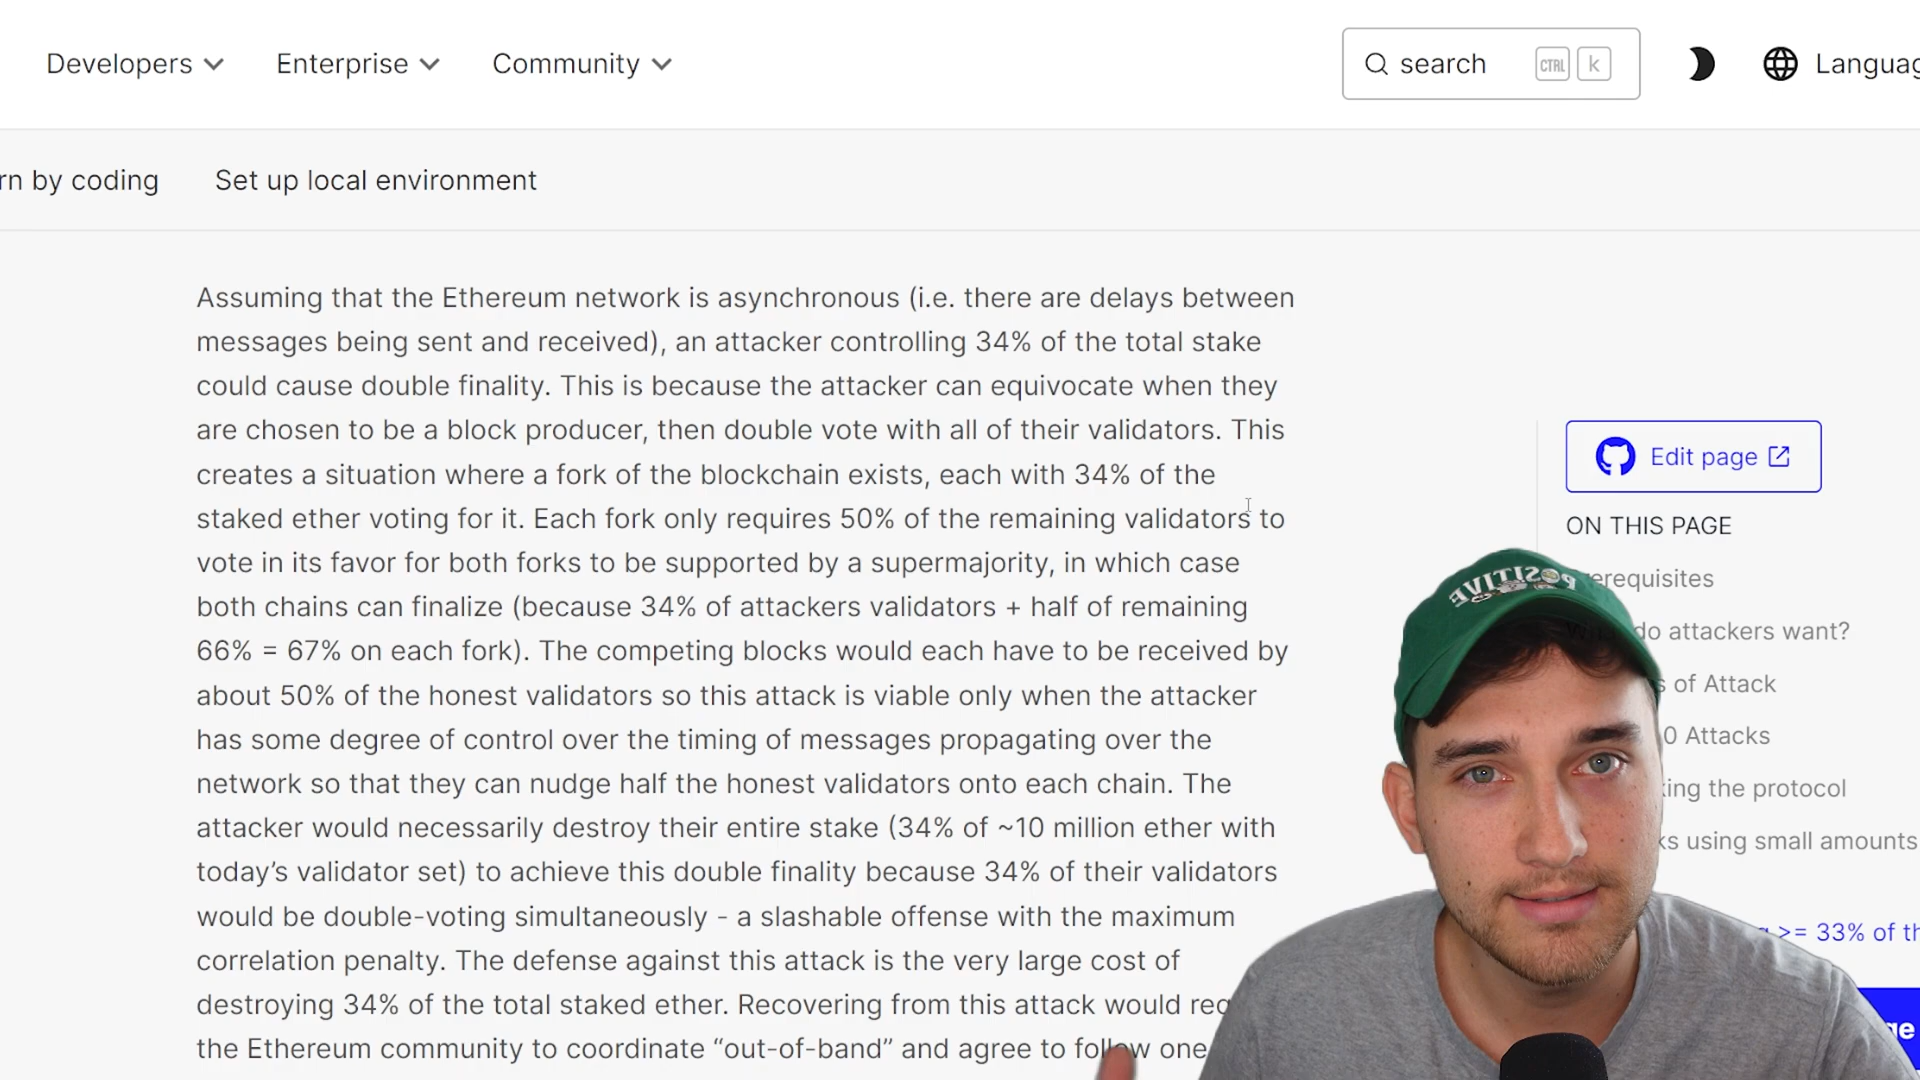 Developers
Enterprise
Community
search
CTRL
k
Languag
rn by coding
Set up local environment
Assuming that the Ethereum network is asynchronous (i.e. there are delays between
messages being sent and received), an attacker controlling 34% of the total stake
could cause double finality. This is because the attacker can equivocate when they
are chosen to be a block producer, then double vote with all of their validators. This
creates a situation where a fork of the blockchain exists, each with 34% of the
staked ether voting for it. Each fork only requires 50% of the remaining validators to
vote in its favor for both forks to be supported by a supermajority, in which case
both chains can finalize (because 34% of attackers validators + half of remaining
66% = 67% on each fork). The competing blocks would each have to be received by
about 50% of the honest validators so this attack is viable only when the attacker
has some degree of control over the timing of messages propagating over the
network so that they can nudge half the honest validators onto each chain. The
attacker would necessarily destroy their entire stake (34% of ~10 million ether with
today’s validator set) to achieve this double finality because 34% of their validators
would be double-voting simultaneously - a slashable offense with the maximum
correlation penalty. The defense against this attack is the very large cost of
destroying 34% of the total staked ether. Recovering from this attack would req
the Ethereum community to coordinate “out-of-band” and agree to follow one
Edit page
ON THIS PAGE
erequisites
do attackers want?
s of Attack
0 Attacks
king the protocol
ks using small amounts
>= 33% of th
ge
POSITIVE